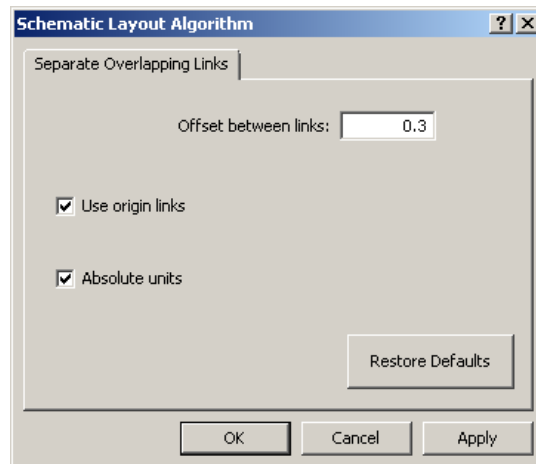 Schematic Layout Algorithm ? X
Separate Overlapping Links
Offset between links: 0.3
Use origin links
Absolute units
Restore Defaults
OK Cancel Apply